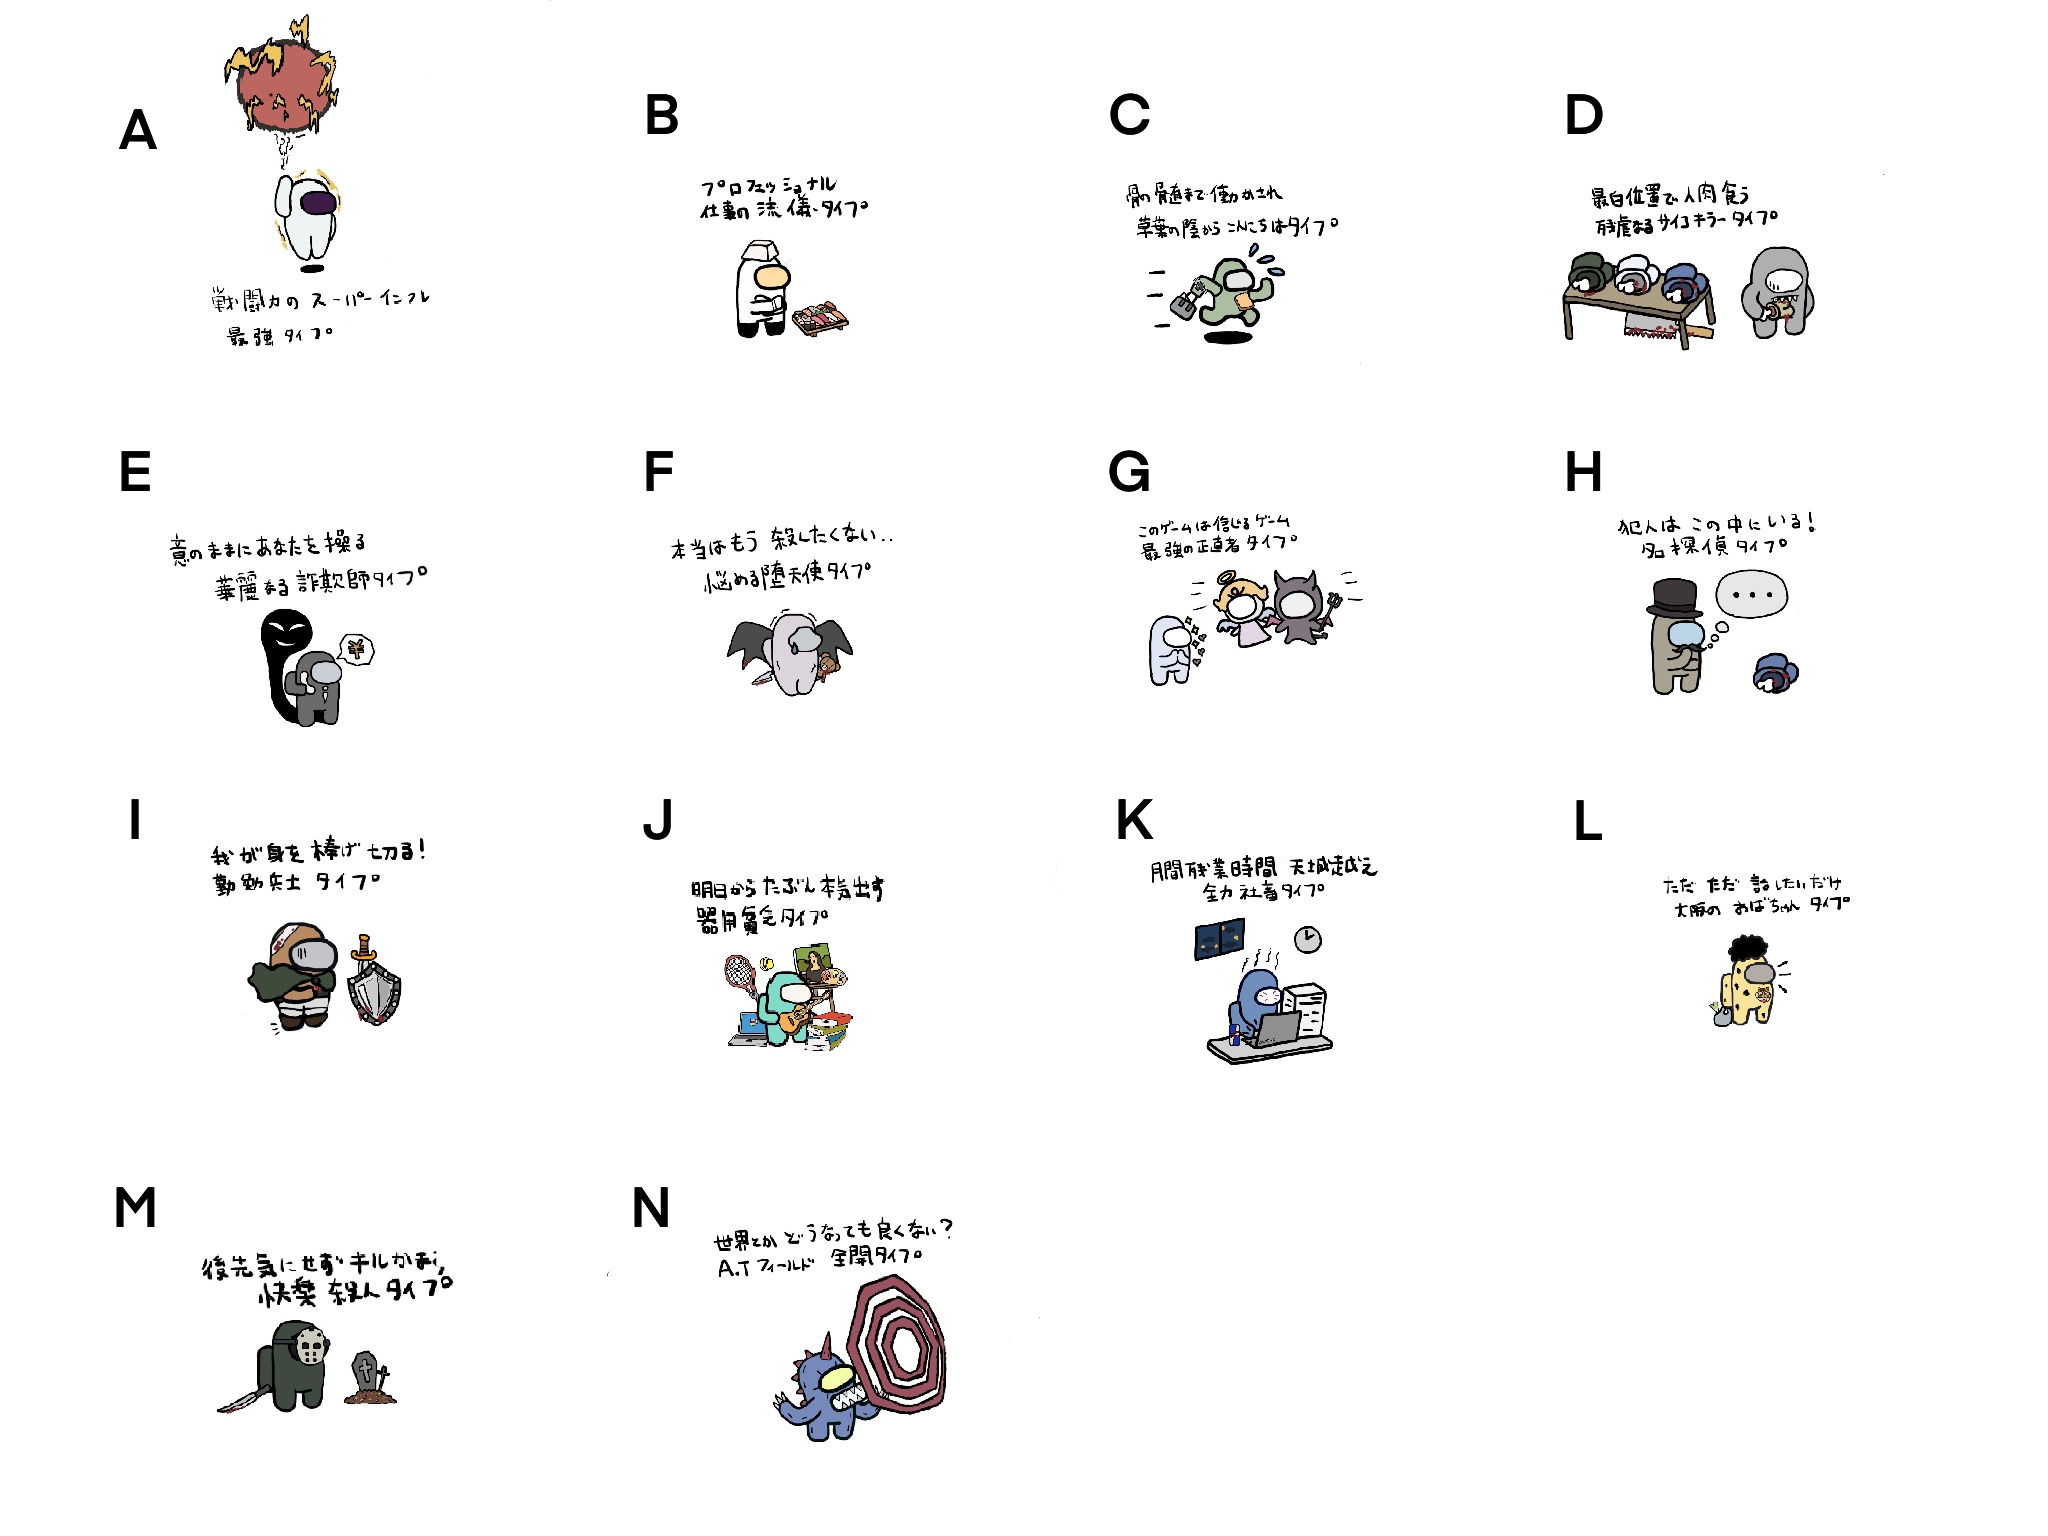 A
戦闘力の スーパーインフレ
最強タイプ
B
プロフェッショナル
仕事の流儀タイプ
C
骨の髄まで働かされ
草葉の陰からこんにちはタイプ
D
最白位置で人肉食う
残虐なるサイコキラータイプ
E
意のままにあなたを操る
華麗なる詐欺師タイプ
¥
F
本当はもう 殺したくない..
悩める堕天使タイプ
G
このゲームは信じるゲーム
最強の正直者タイプ
H
犯人はこの中にいる!
名探偵タイプ
...
I
我が身を捧げ切る!
勤勉兵士 タイプ
J
明日からたぶん本気出す
器用貧乏タイプ
K
月間残業時間 天城越え
全力社畜タイプ
L
ただ ただ 話したいだけ
大阪の おばちゃん タイプ
M
後先気にせずキルかまし
快楽殺人タイプ
N
世界とかどうなっても良くない?
A.Tフィールド 全開タイプ